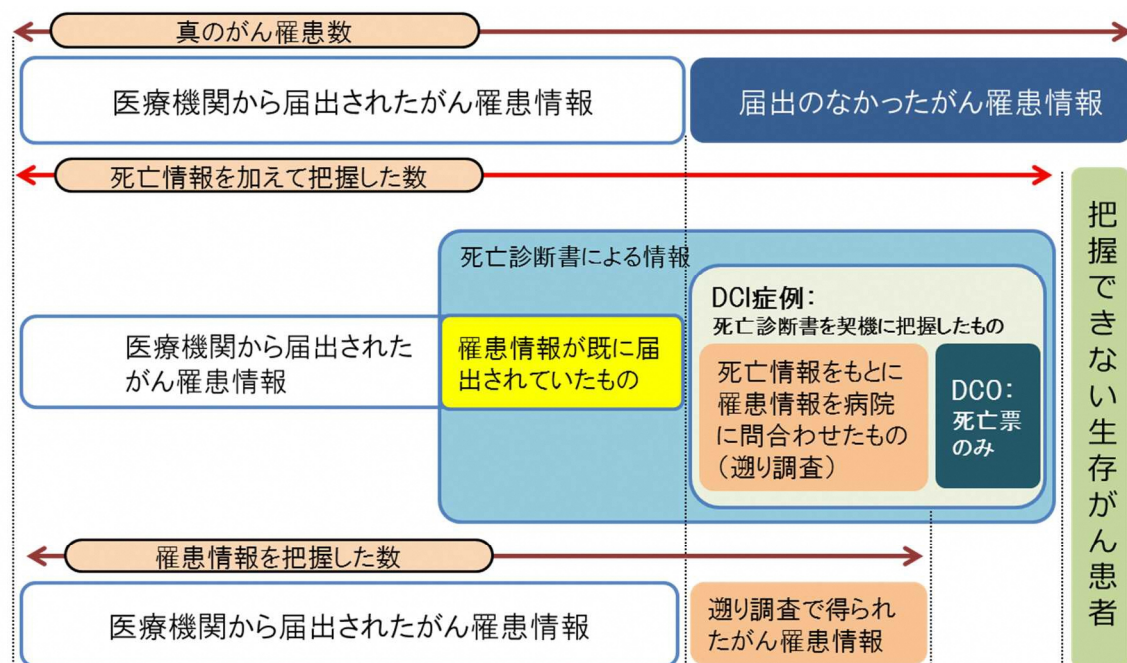 真のがん罹患数
医療機関から届出されたがん罹患情報
届出のなかったがん罹患情報
死亡情報を加えて把握した数
把握できない生存がん患者
死亡診断書による情報
DCI症例：
死亡診断書を契機に把握したもの
医療機関から届出された
がん罹患情報
罹患情報が既に届
出されていたもの
死亡情報をもとに
罹患情報を病院
に問合わせたもの
（遡り調査）
DCO：
死亡票
のみ
罹患情報を把握した数
医療機関から届出されたがん罹患情報
遡り調査で得られ
たがん罹患情報